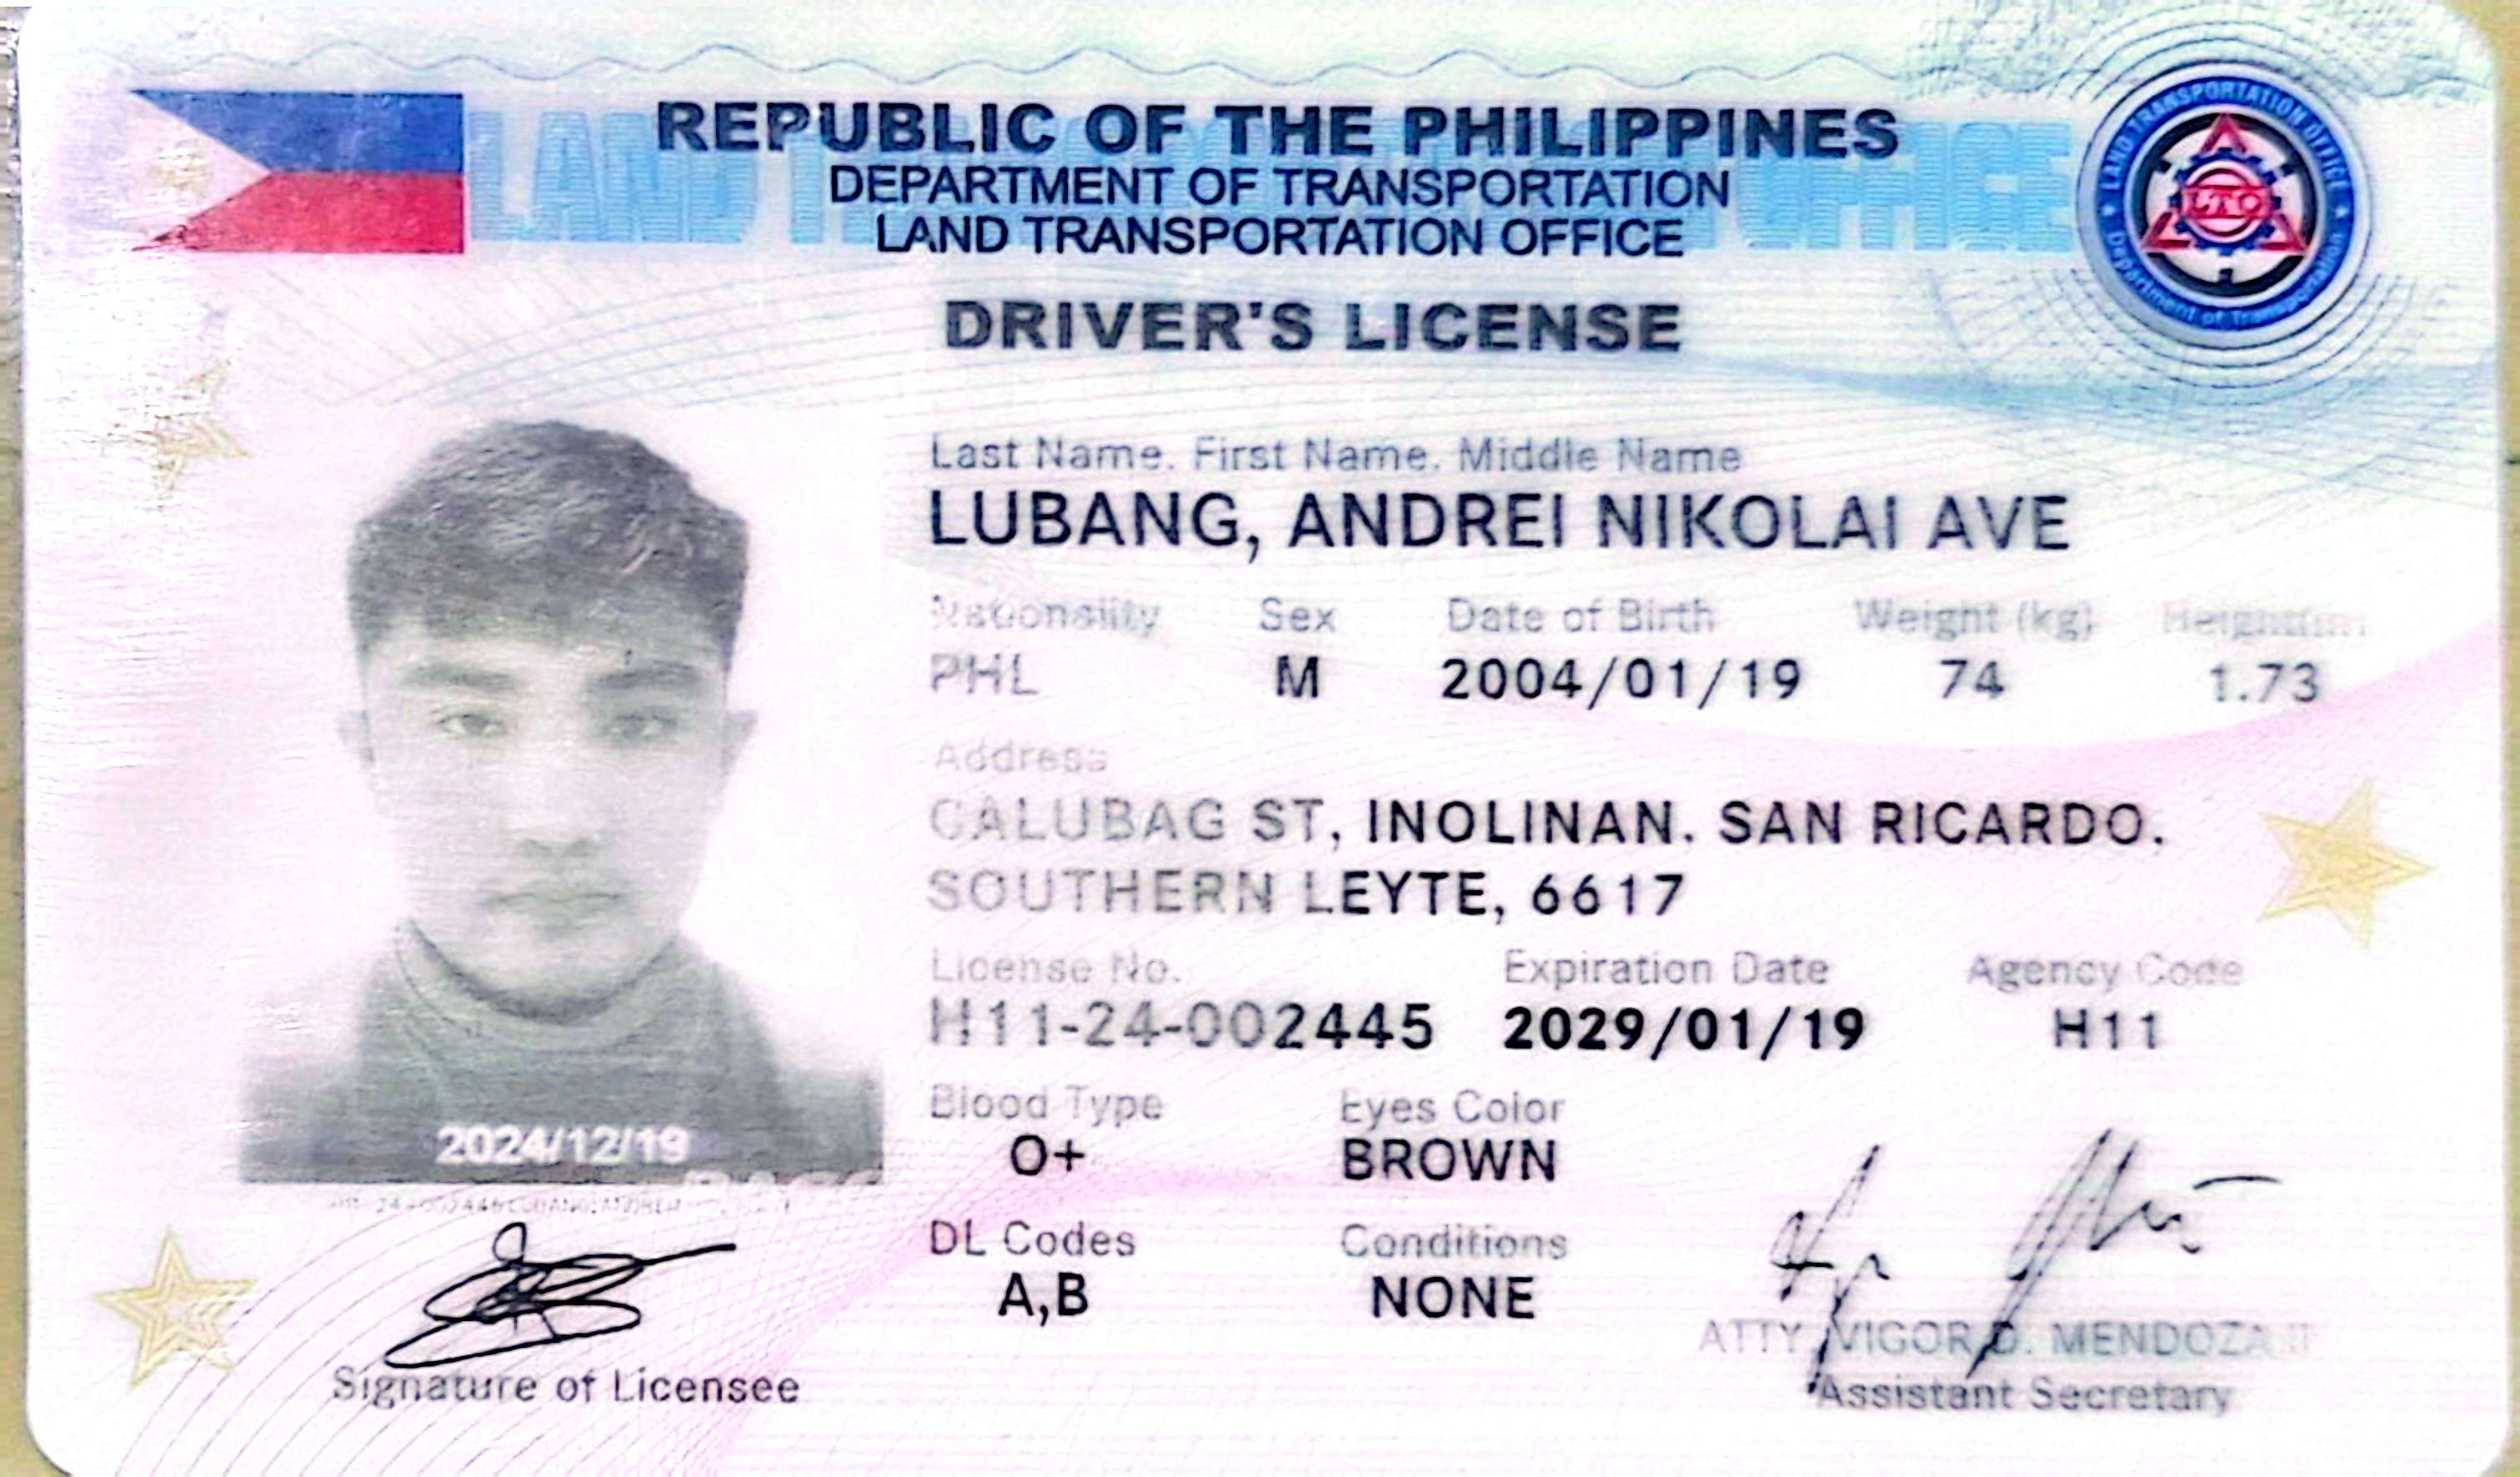 REPUBLIC OF THE PHILIPPINES
DEPARTMENT OF TRANSPORTATION
LAND TRANSPORTATION OFFICE
LAND TRANSPORTATION OFFICE
Department of Transportation
LTO
DRIVER'S LICENSE
Last Name. First Name. Middle Name
LUBANG, ANDREI NIKOLAI AVE
Nationality Sex Date of Birth Weight (kg) Height(m)
PHL M 2004/01/19 74 1.73
Address
CALUBAG ST, INOLINAN. SAN RICARDO.
SOUTHERN LEYTE, 6617
License No. Expiration Date Agency Code
H11-24-002445 2029/01/19 H11
Blood Type Eyes Color
O+ BROWN
2024/12/19
DL Codes Conditions
A,B NONE
ATTY VIGOR D. MENDOZA II
Signature of Licensee Assistant Secretary